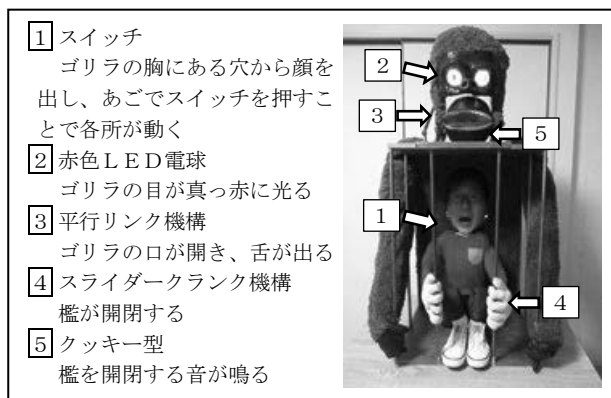 1 スイッチ
ゴリラの胸にある穴から顔を
出し、あごでスイッチを押すこ
とで各所が動く
2 赤色LED電球
ゴリラの目が真っ赤に光る
3 平行リンク機構
ゴリラの口が開き、舌が出る
4 スライダークランク機構
檻が開閉する
5 クッキー型
檻を開閉する音が鳴る
2
3
5
1
4